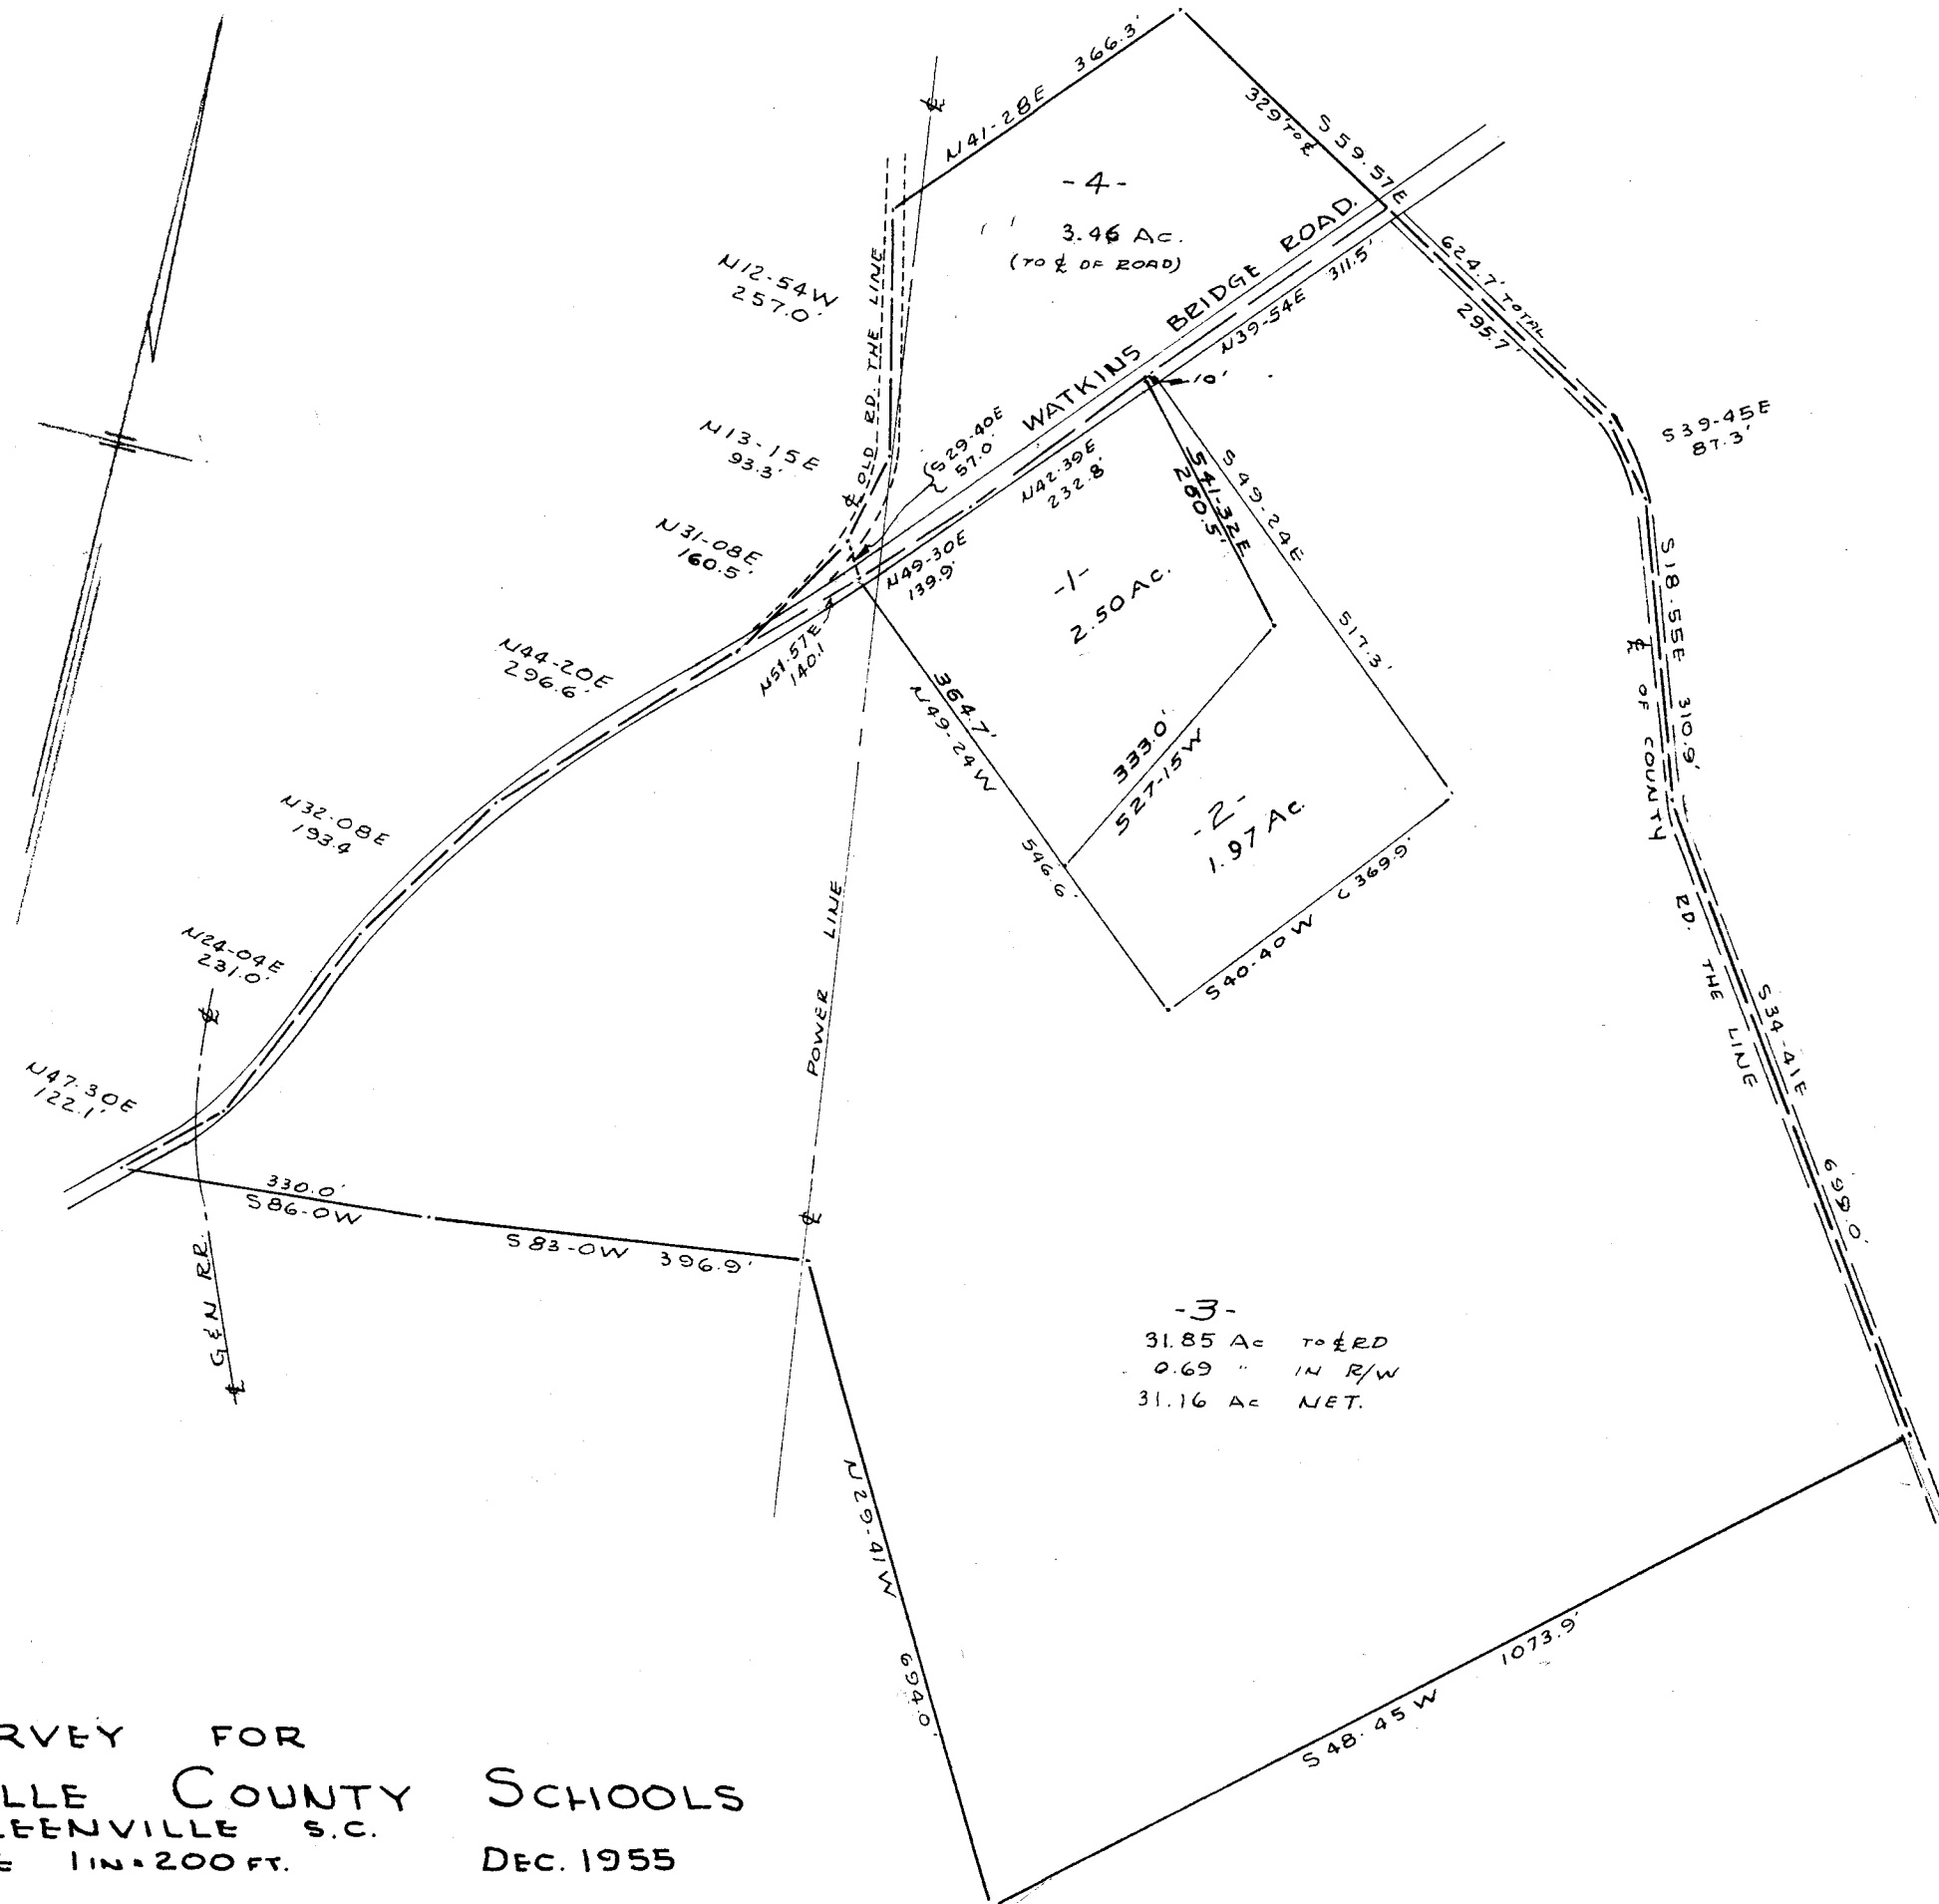 N41-28E 366.3'
329' TO ℄
S 59.57E
-4-
3.46 Ac.
(TO ℄ OF ROAD)
624.7' TOTAL
295.7'
N12-54W
257.0'
℄ OLD RD. THE LINE
WATKINS BRIDGE ROAD.
N39-54E 311.5'
10'
S39-45E
87.3'
N13-15E
93.3'
S29-40E
57.0'
N42-39E
232.8'
S41-32E
260.5'
S 49-24E
517.3'
N31-08E
160.5'
N49-30E
139.9'
-1-
2.50 Ac.
S18-55E 310.9'
℄ OF COUNTY RD. THE LINE
N51-57E
140.1
N44-20E
296.6'
364.7'
N49-24W
546.6'
333.0'
S27-15W
-2-
1.97 Ac.
S40-40 W 369.9'
N32-08E
193.4
N24-04E
231.0'
℄
POWER LINE
℄
S34-41E 699.0'
N47-30E
122.1'
330.0'
S86-0W
S83-0W 396.9'
G&N R.R.
℄
-3-
31.85 Ac TO ℄ RD
0.69 " IN R/W
31.16 Ac NET.
N29-41W 694.0'
S48-45 W 1073.9'
RVEY FOR
LLE COUNTY SCHOOLS
EENVILLE S.C.
E 1 IN = 200 FT. DEC. 1955